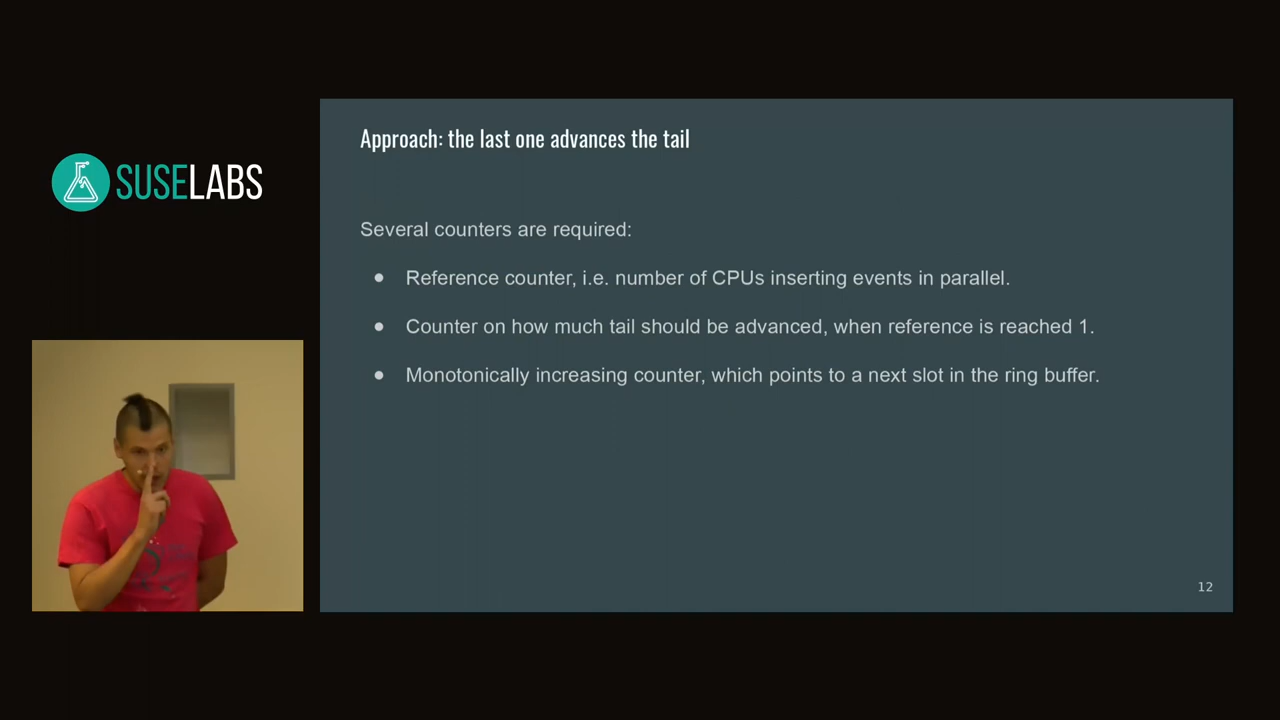 SUSELABS
Approach: the last one advances the tail
Several counters are required:
● Reference counter, i.e. number of CPUs inserting events in parallel.
● Counter on how much tail should be advanced, when reference is reached 1.
● Monotonically increasing counter, which points to a next slot in the ring buffer.
12